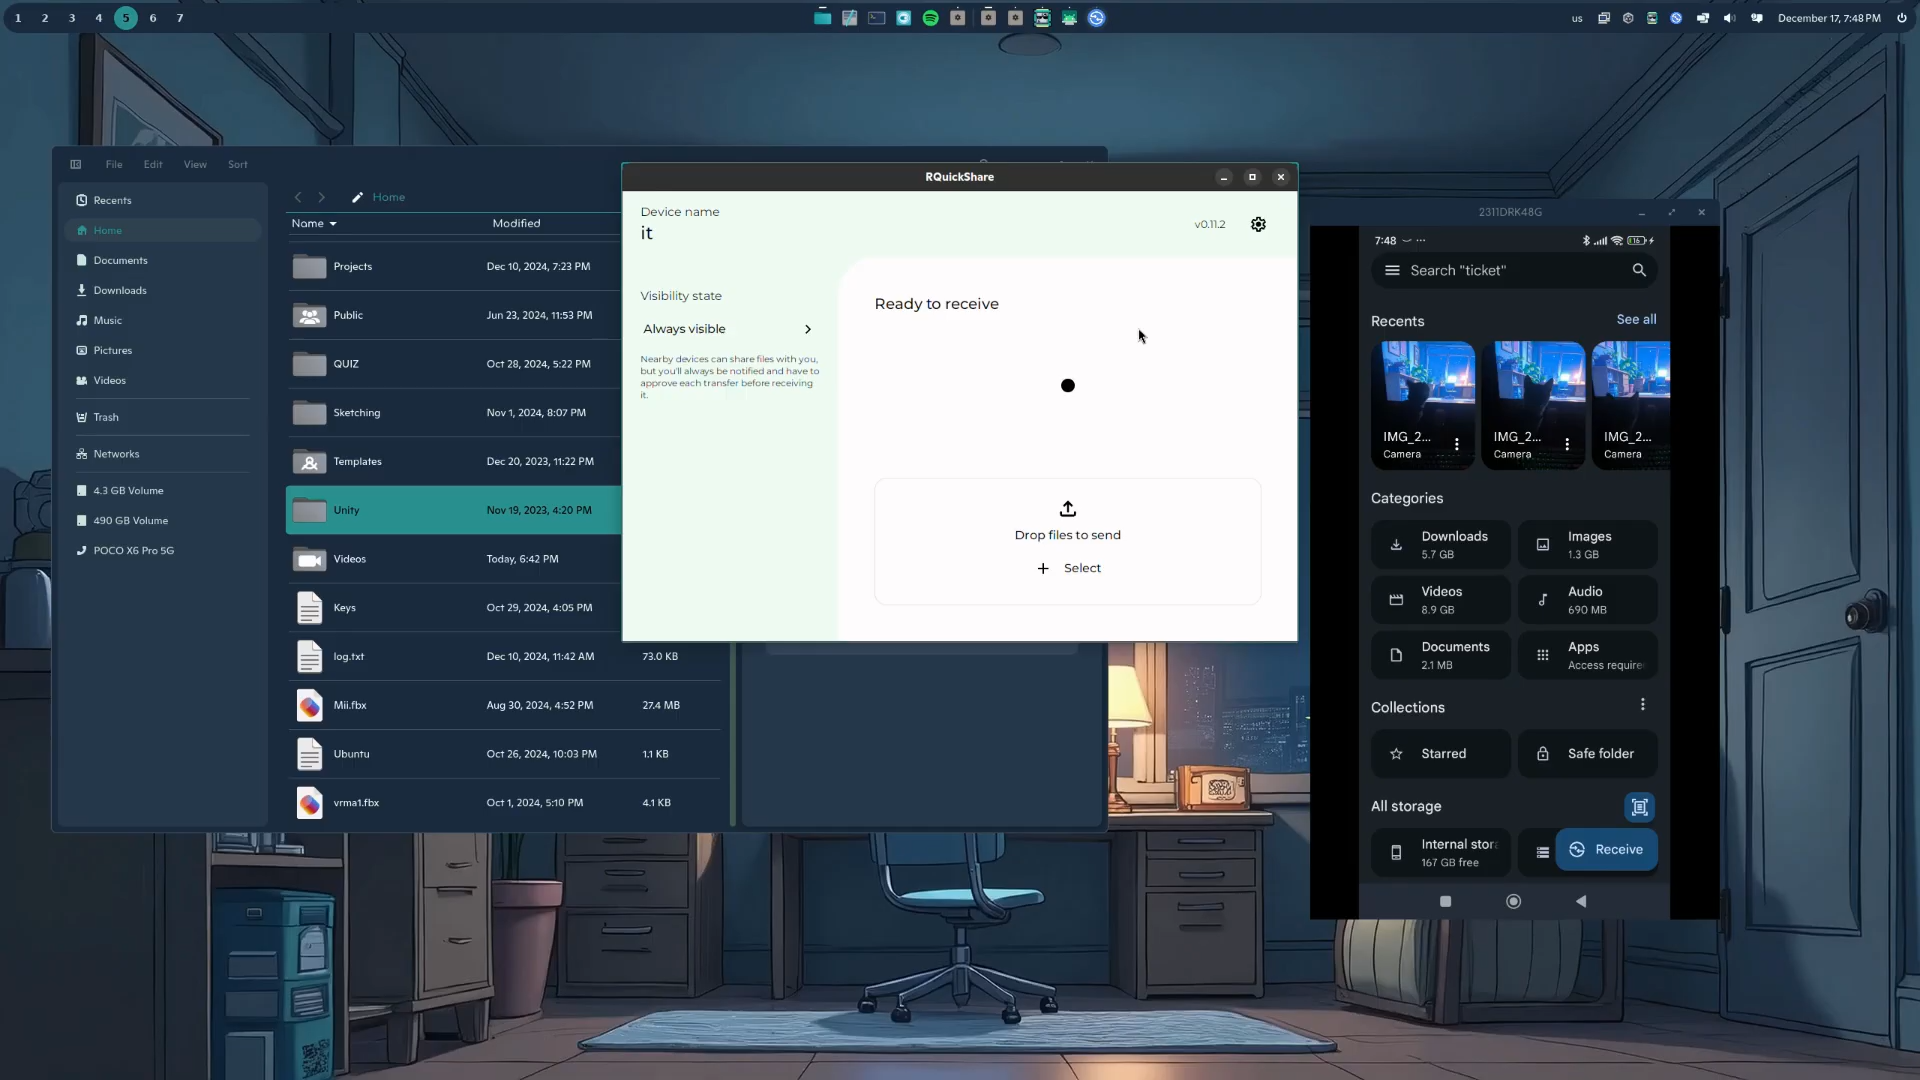 1 2 3 4 5 6 7
us
December 17, 7:48 PM
File Edit View Sort
Recents
Home
Documents
Downloads
Music
Pictures
Videos
Trash
Networks
4.3 GB Volume
490 GB Volume
POCO X6 Pro 5G
Home
Name Modified
Projects Dec 10, 2024, 7:23 PM
Public Jun 23, 2024, 11:53 PM
QUIZ Oct 28, 2024, 5:22 PM
Sketching Nov 1, 2024, 8:07 PM
Templates Dec 20, 2023, 11:22 PM
Unity Nov 19, 2023, 4:20 PM
Videos Today, 6:42 PM
Keys Oct 29, 2024, 4:05 PM
log.txt Dec 10, 2024, 11:42 AM 73.0 KB
Mii.fbx Aug 30, 2024, 4:52 PM 27.4 MB
Ubuntu Oct 26, 2024, 10:03 PM 1.1 KB
vrma1.fbx Oct 1, 2024, 5:10 PM 4.1 KB
RQuickShare
Device name
it
v0.11.2
Visibility state
Always visible
Nearby devices can share files with you,
but you'll always be notified and have to
approve each transfer before receiving
it.
Ready to receive
Drop files to send
Select
2311DRK48G
7:48
16
Search "ticket"
Recents See all
IMG_2... IMG_2... IMG_2...
Camera Camera Camera
Categories
Downloads
5.7 GB
Images
1.3 GB
Videos
8.9 GB
Audio
690 MB
Documents
2.1 MB
Apps
Access require
Collections
Starred
Safe folder
All storage
Internal stor
167 GB free
Receive